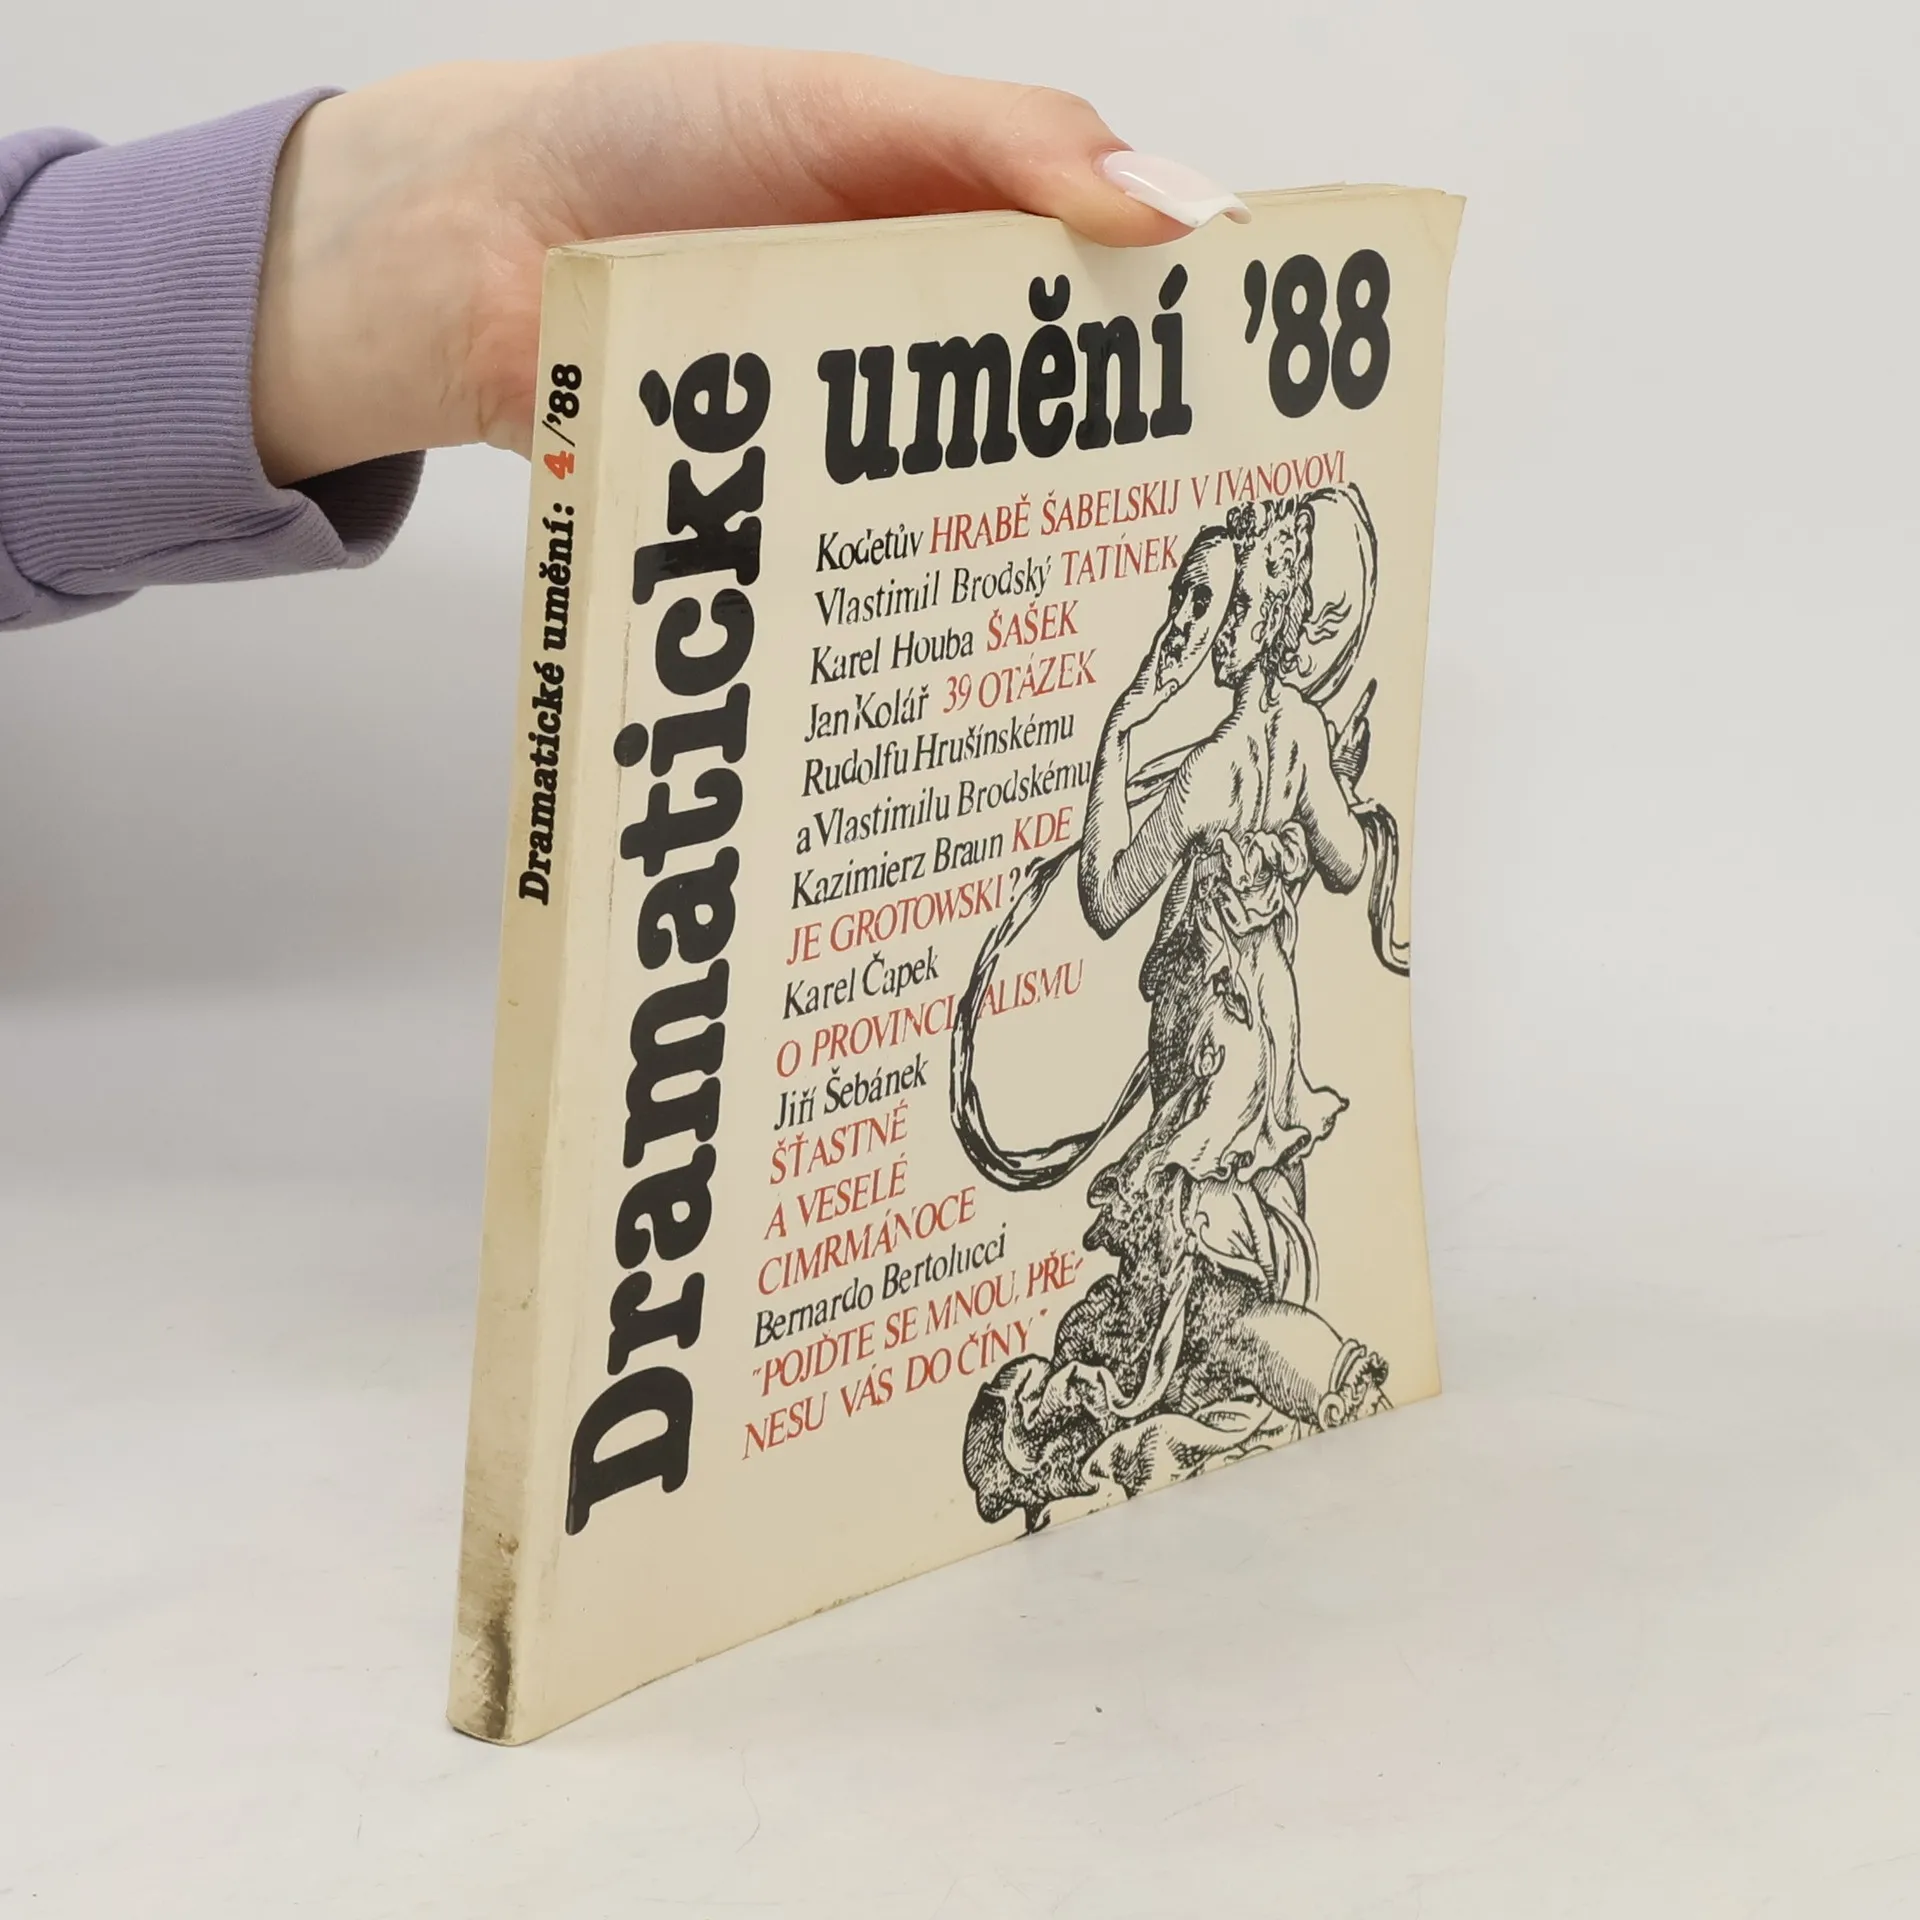 Dramatické umění: 4/'88
Dramatické
umění '88
Kodetův HRABĚ ŠABELSKIJ V IVANOVOVI
Vlastimil Brodský TATÍNEK
Karel Houba ŠAŠEK
Jan Kolář 39 OTÁZEK
Rudolfu Hrušínskému
a Vlastimilu Brodskému
Kazimierz Braun KDE
JE GROTOWSKI?
Karel Čapek
O PROVINCIALISMU
Jiří Šebánek
ŠŤASTNÉ
A VESELÉ
CIMRMÁNOCE
Bernardo Bertolucci
"POJĎTE SE MNOU, PŘE-
NESU VÁS DO ČÍNY"